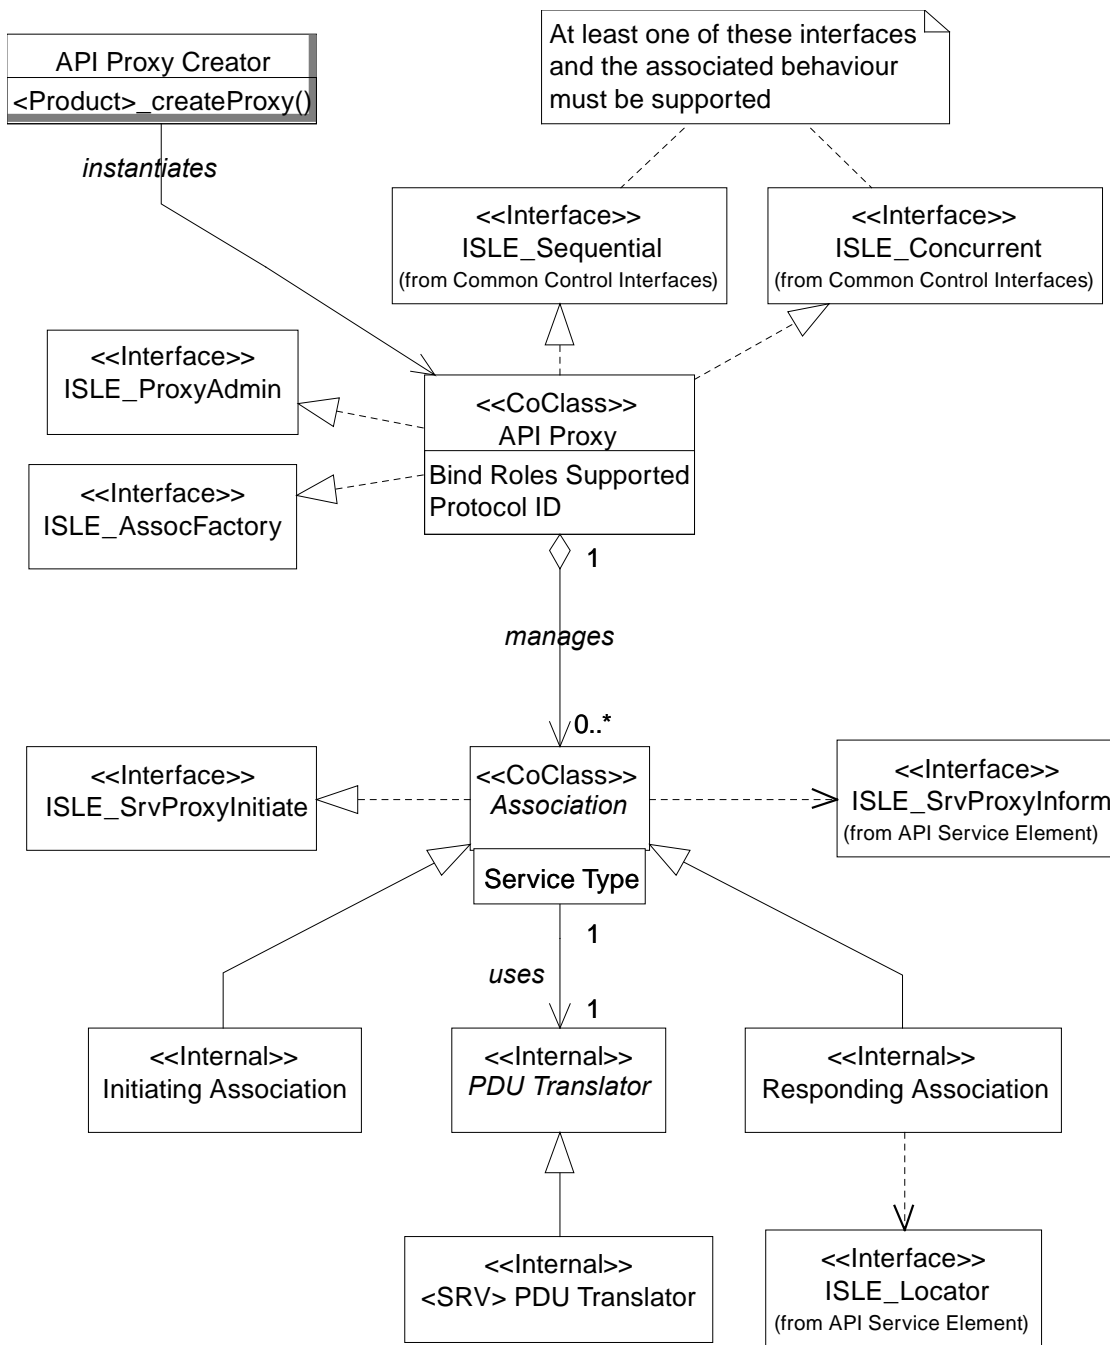 At least one of these interfaces
and the associated behaviour
must be supported
API Proxy Creator
<Product>_createProxy()
instantiates
<<Interface>>
ISLE_Sequential
(from Common Control Interfaces)
<<Interface>>
ISLE_Concurrent
(from Common Control Interfaces)
<<Interface>>
ISLE_ProxyAdmin
<<CoClass>>
API Proxy
Bind Roles Supported
Protocol ID
<<Interface>>
ISLE_AssocFactory
1
manages
0..*
<<Interface>>
ISLE_SrvProxyInitiate
<<CoClass>>
Association
<<Interface>>
ISLE_SrvProxyInform
(from API Service Element)
Service Type
1
uses
1
<<Internal>>
Initiating Association
<<Internal>>
PDU Translator
<<Internal>>
Responding Association
<<Internal>>
<SRV> PDU Translator
<<Interface>>
ISLE_Locator
(from API Service Element)